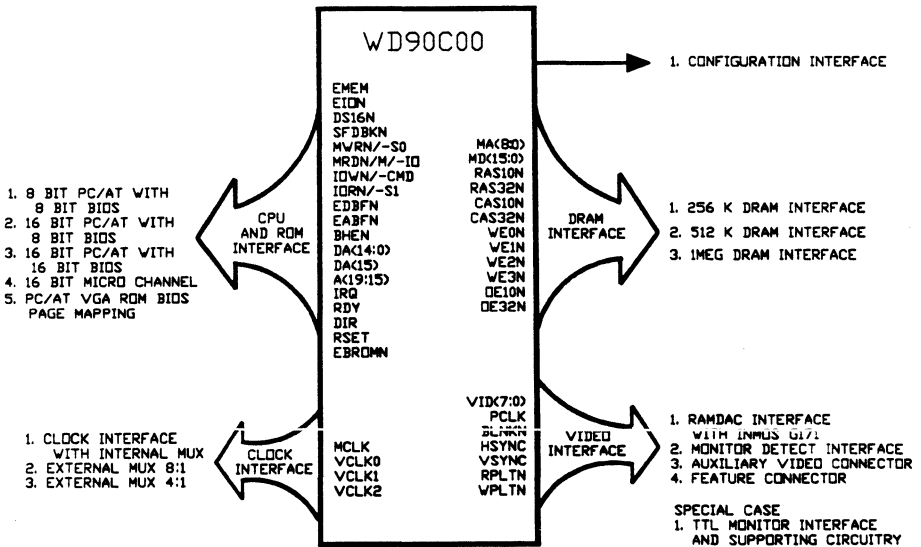 WD90C00
1. CONFIGURATION INTERFACE
EMEM
EION
DS16N
SFDBKN
MWRN/-S0
MRDN/M/-IO
IOWN/-CMD
IORN/-S1
EDBFN
EABFN
BHEN
DA(14:0)
DA(15)
A(19:15)
IRQ
RDY
DIR
RSET
EBROMN
MA(8:0)
MD(15:0)
RAS10N
RAS32N
CAS10N
CAS32N
WE0N
WE1N
WE2N
WE3N
OE10N
OE32N
1. 8 BIT PC/AT WITH
8 BIT BIOS
2. 16 BIT PC/AT WITH
8 BIT BIOS
3. 16 BIT PC/AT WITH
16 BIT BIOS
4. 16 BIT MICRO CHANNEL
5. PC/AT VGA ROM BIOS
PAGE MAPPING
CPU
AND ROM
INTERFACE
DRAM
INTERFACE
1. 256 K DRAM INTERFACE
2. 512 K DRAM INTERFACE
3. 1MEG DRAM INTERFACE
1. CLOCK INTERFACE
WITH INTERNAL MUX
2. EXTERNAL MUX 8:1
3. EXTERNAL MUX 4:1
CLOCK
INTERFACE
MCLK
VCLK0
VCLK1
VCLK2
VID(7:0)
PCLK
BLNKN
HSYNC
VSYNC
RPLTN
WPLTN
VIDEO
INTERFACE
1. RAMDAC INTERFACE
WITH INMOS G171
2. MONITOR DETECT INTERFACE
3. AUXILIARY VIDEO CONNECTOR
4. FEATURE CONNECTOR
SPECIAL CASE
1. TTL MONITOR INTERFACE
AND SUPPORTING CIRCUITRY